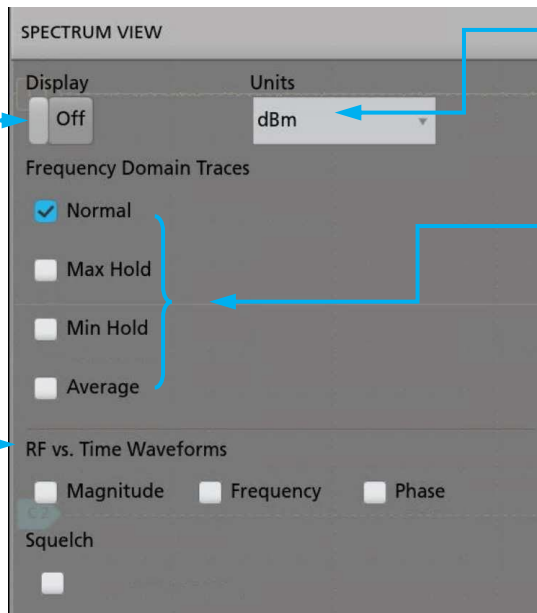 SPECTRUM VIEW
Display Units
Off dBm
Frequency Domain Traces
Normal
Max Hold
Min Hold
Average
RF vs. Time Waveforms
Magnitude Frequency Phase
C 2
Squelch